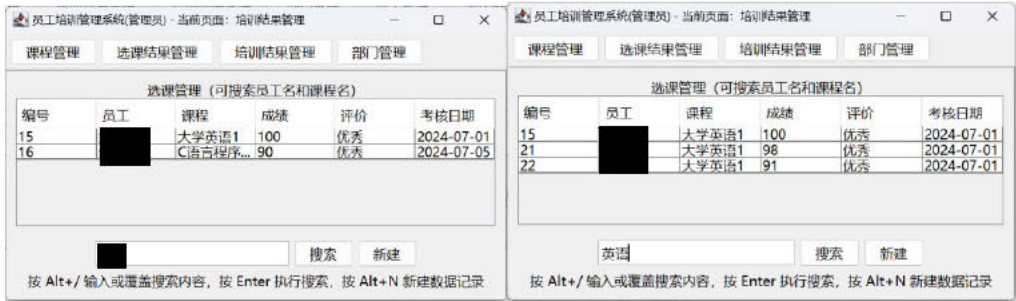 员工培训管理系统(管理员) - 当前页面：培训结果管理
课程管理 选课结果管理 培训结果管理 部门管理
选课管理（可搜索员工名和课程名）
编号 员工 课程 成绩 评价 考核日期
15 大学英语1 100 优秀 2024-07-01
16 C语言程序... 90 优秀 2024-07-05
搜索 新建
按 Alt+/ 输入或覆盖搜索内容，按 Enter 执行搜索，按 Alt+N 新建数据记录
员工培训管理系统(管理员) - 当前页面：培训结果管理
课程管理 选课结果管理 培训结果管理 部门管理
选课管理（可搜索员工名和课程名）
编号 员工 课程 成绩 评价 考核日期
15 大学英语1 100 优秀 2024-07-01
21 大学英语1 98 优秀 2024-07-01
22 大学英语1 91 优秀 2024-07-01
英语 搜索 新建
按 Alt+/ 输入或覆盖搜索内容，按 Enter 执行搜索，按 Alt+N 新建数据记录